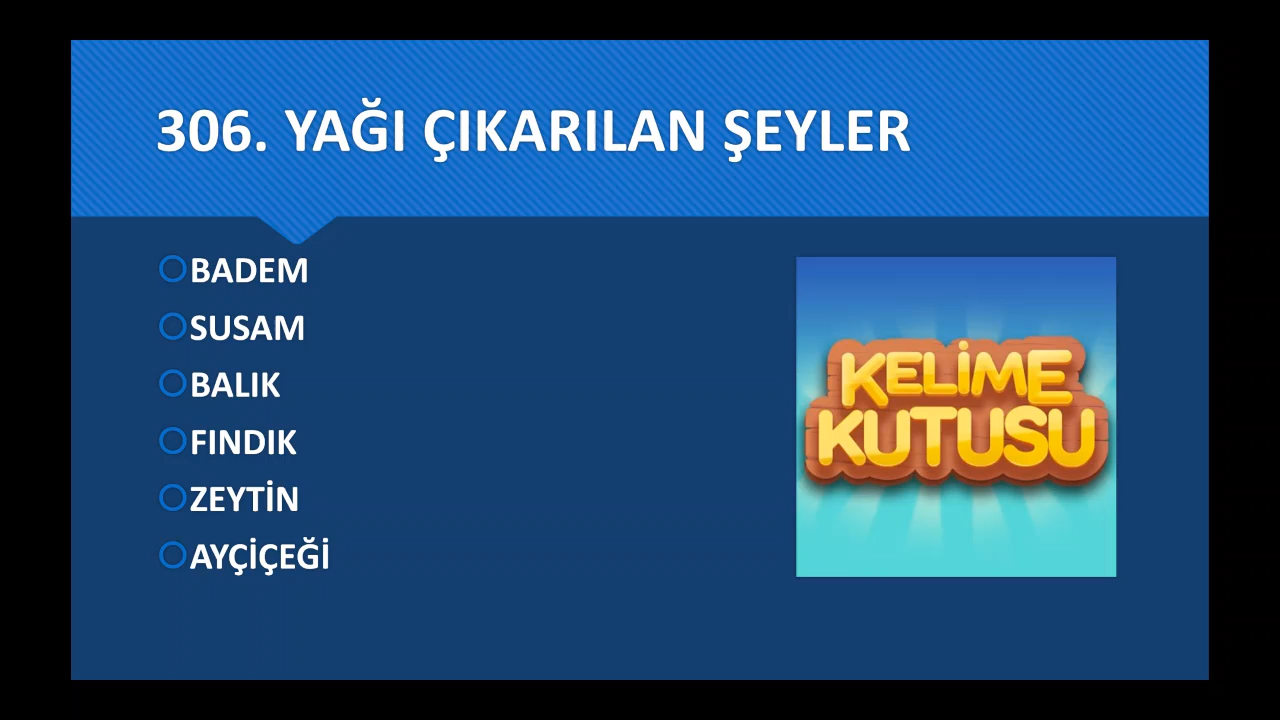 306. YAĞI ÇIKARILAN ŞEYLER
BADEM
SUSAM
BALIK
FINDIK
ZEYTİN
AYÇİÇEĞİ
KELİME
KUTUSU